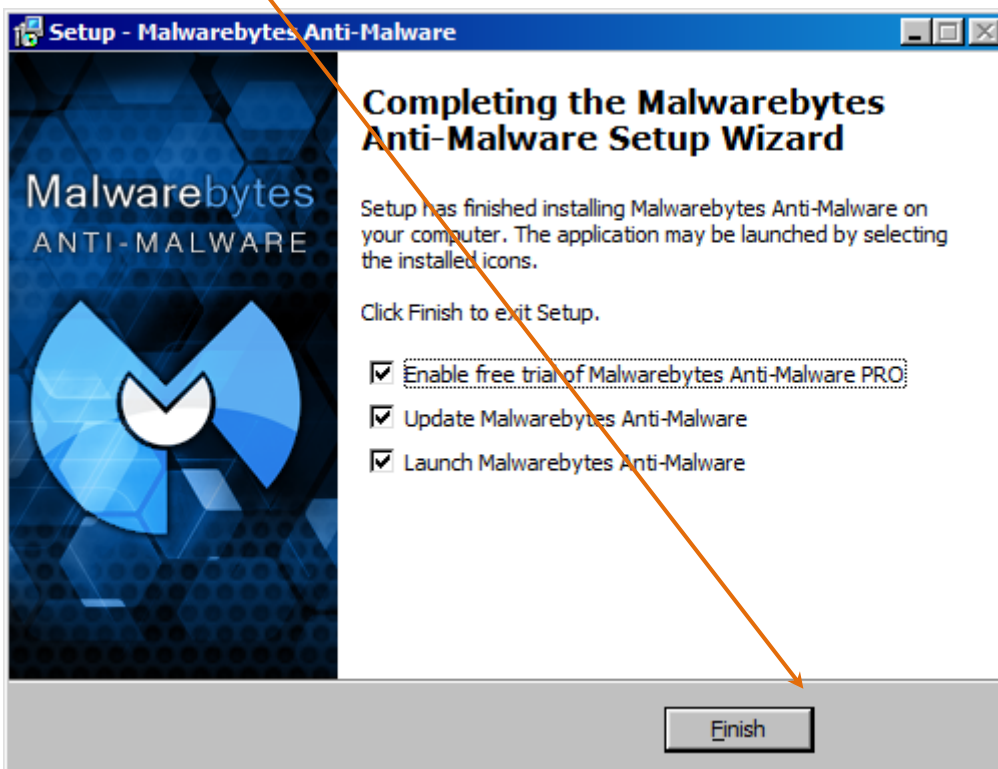 Setup - Malwarebytes Anti-Malware
Malwarebytes
ANTI-MALWARE
Completing the Malwarebytes
Anti-Malware Setup Wizard
Setup has finished installing Malwarebytes Anti-Malware on
your computer. The application may be launched by selecting
the installed icons.
Click Finish to exit Setup.
Enable free trial of Malwarebytes Anti-Malware PRO
Update Malwarebytes Anti-Malware
Launch Malwarebytes Anti-Malware
Finish